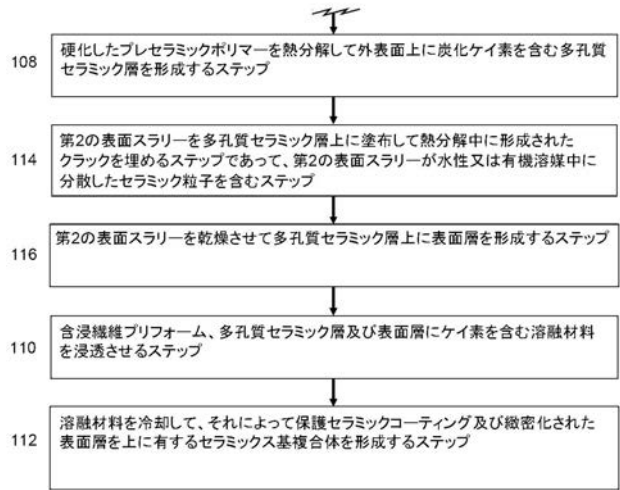 108
硬化したプレセラミックポリマーを熱分解して外表面上に炭化ケイ素を含む多孔質
セラミック層を形成するステップ
114
第2の表面スラリーを多孔質セラミック層上に塗布して熱分解中に形成された
クラックを埋めるステップであって、第2の表面スラリーが水性又は有機溶媒中に
分散したセラミック粒子を含むステップ
116
第2の表面スラリーを乾燥させて多孔質セラミック層上に表面層を形成するステップ
110
含浸繊維プリフォーム、多孔質セラミック層及び表面層にケイ素を含む溶融材料
を浸透させるステップ
112
溶融材料を冷却して、それによって保護セラミックコーティング及び緻密化された
表面層を上に有するセラミックス基複合体を形成するステップ